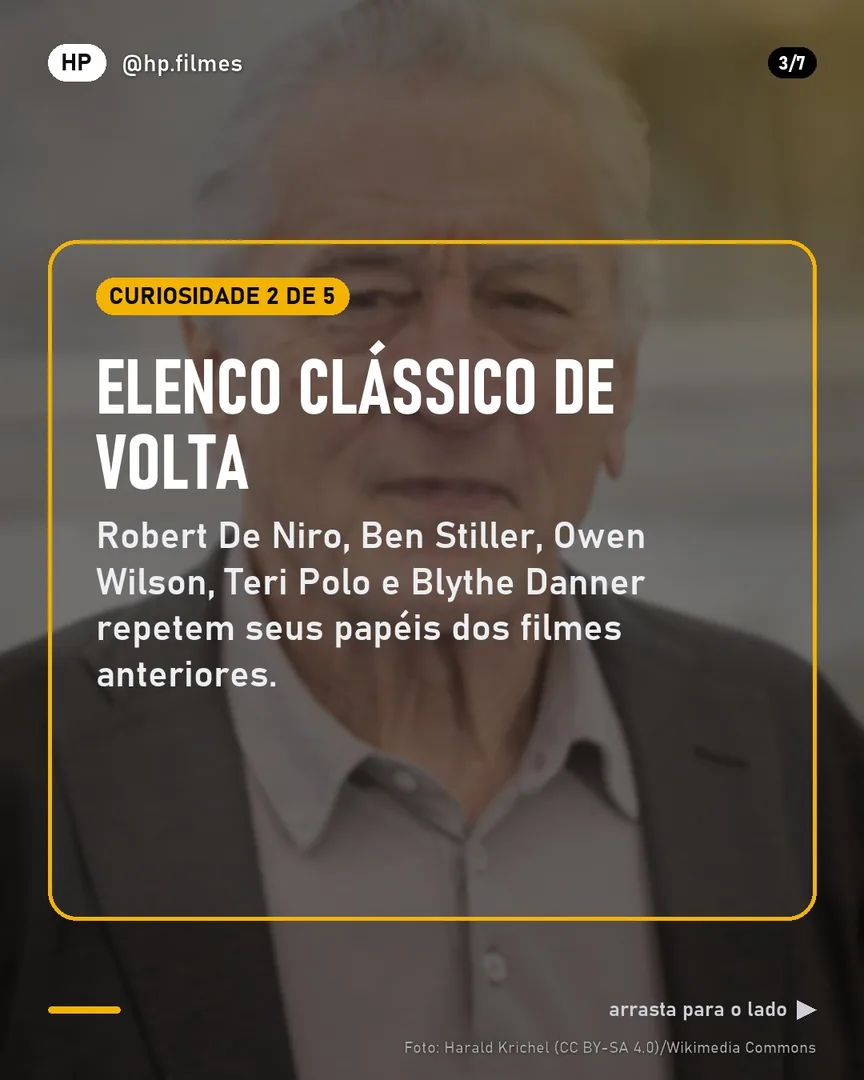 HP @hp.filmes 3/7
CURIOSIDADE 2 DE 5
ELENCO CLÁSSICO DE
VOLTA
Robert De Niro, Ben Stiller, Owen
Wilson, Teri Polo e Blythe Danner
repetem seus papéis dos filmes
anteriores.
arrasta para o lado ▶
Foto: Harald Krichel (CC BY-SA 4.0)/Wikimedia Commons